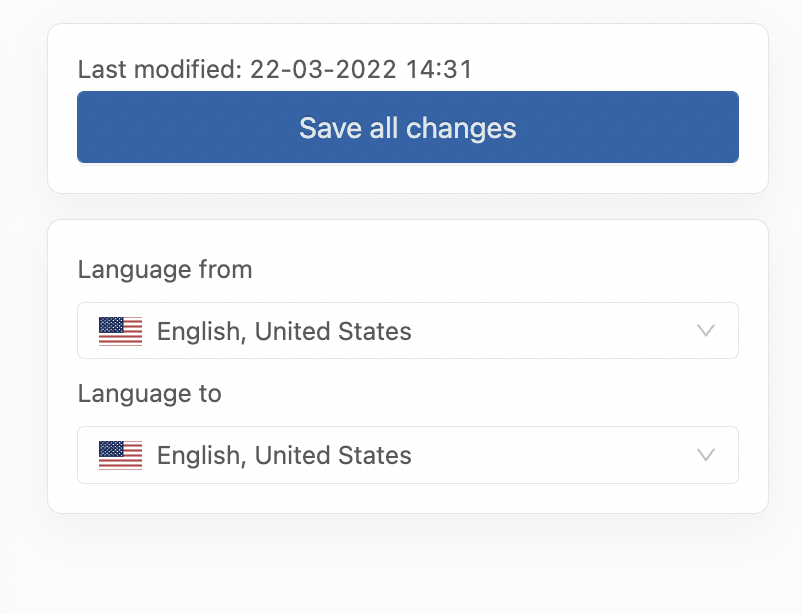 Last modified: 22-03-2022 14:31
Save all changes
Language from
English, United States
Language to
English, United States